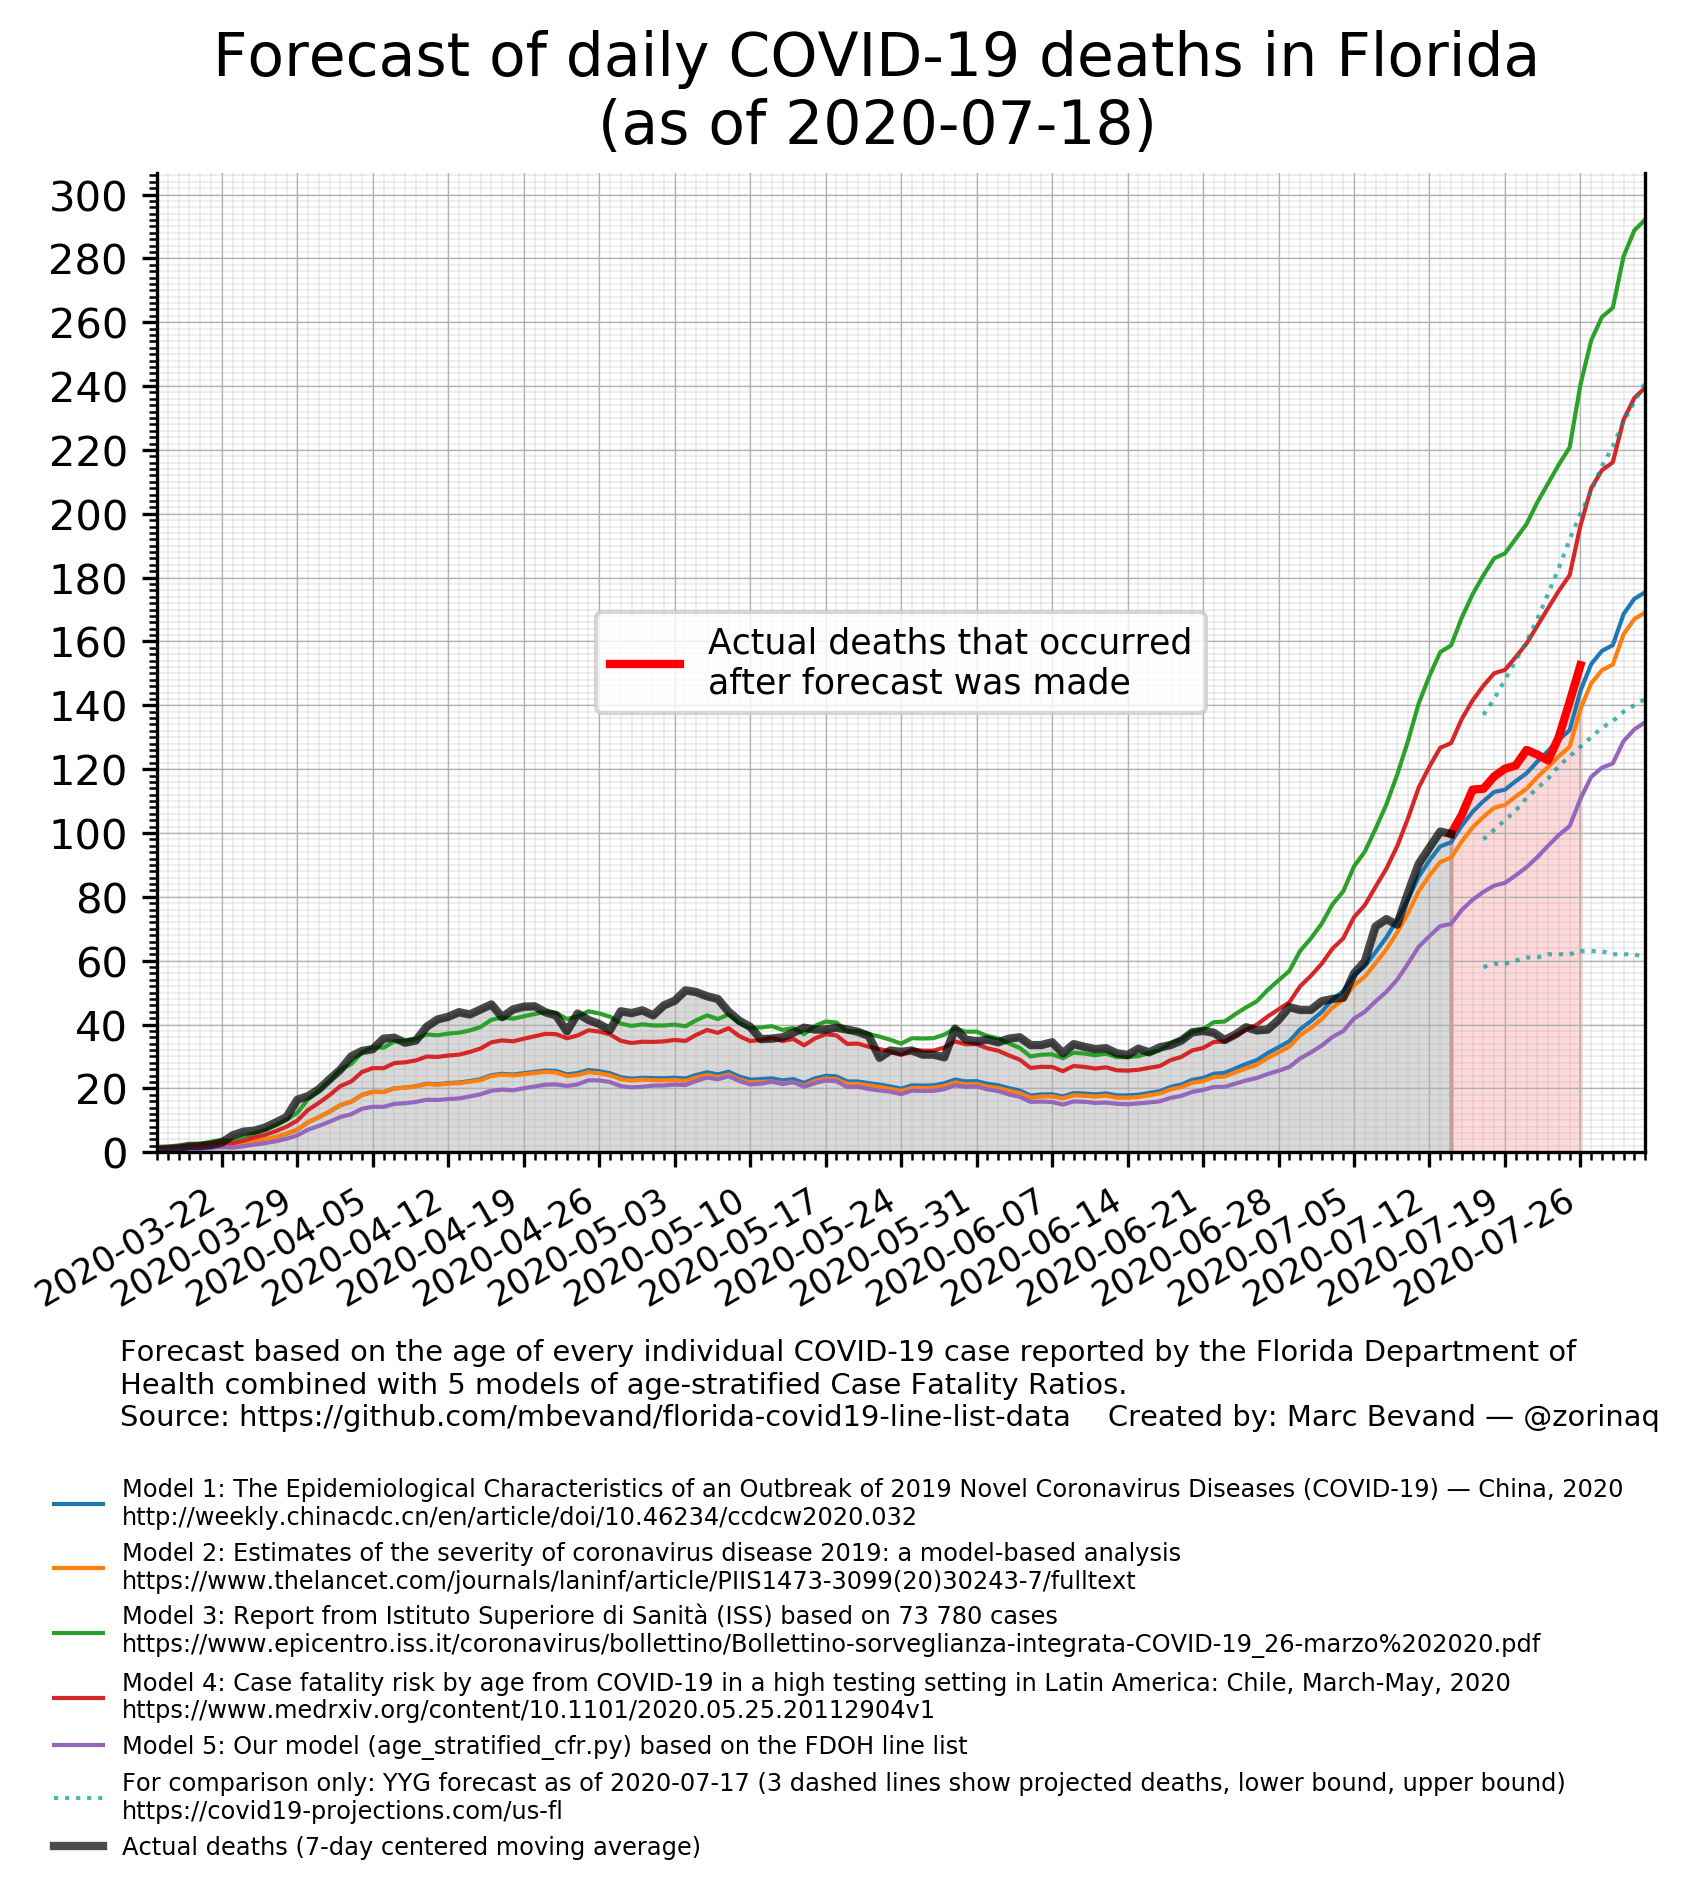 Forecast of daily COVID-19 deaths in Florida
(as of 2020-07-18)
300
280
260
240
220
200
180
160
140
120
100
80
60
40
20
0
Actual deaths that occurred
after forecast was made
2020-03-22
2020-03-29
2020-04-05
2020-04-12
2020-04-19
2020-04-26
2020-05-03
2020-05-10
2020-05-17
2020-05-24
2020-05-31
2020-06-07
2020-06-14
2020-06-21
2020-06-28
2020-07-05
2020-07-12
2020-07-19
2020-07-26
Forecast based on the age of every individual COVID-19 case reported by the Florida Department of
Health combined with 5 models of age-stratified Case Fatality Ratios.
Source: https://github.com/mbevand/florida-covid19-line-list-data Created by: Marc Bevand — @zorinaq
Model 1: The Epidemiological Characteristics of an Outbreak of 2019 Novel Coronavirus Diseases (COVID-19) — China, 2020
http://weekly.chinacdc.cn/en/article/doi/10.46234/ccdcw2020.032
Model 2: Estimates of the severity of coronavirus disease 2019: a model-based analysis
https://www.thelancet.com/journals/laninf/article/PIIS1473-3099(20)30243-7/fulltext
Model 3: Report from Istituto Superiore di Sanità (ISS) based on 73 780 cases
https://www.epicentro.iss.it/coronavirus/bollettino/Bollettino-sorveglianza-integrata-COVID-19_26-marzo%202020.pdf
Model 4: Case fatality risk by age from COVID-19 in a high testing setting in Latin America: Chile, March-May, 2020
https://www.medrxiv.org/content/10.1101/2020.05.25.20112904v1
Model 5: Our model (age_stratified_cfr.py) based on the FDOH line list
For comparison only: YYG forecast as of 2020-07-17 (3 dashed lines show projected deaths, lower bound, upper bound)
https://covid19-projections.com/us-fl
Actual deaths (7-day centered moving average)